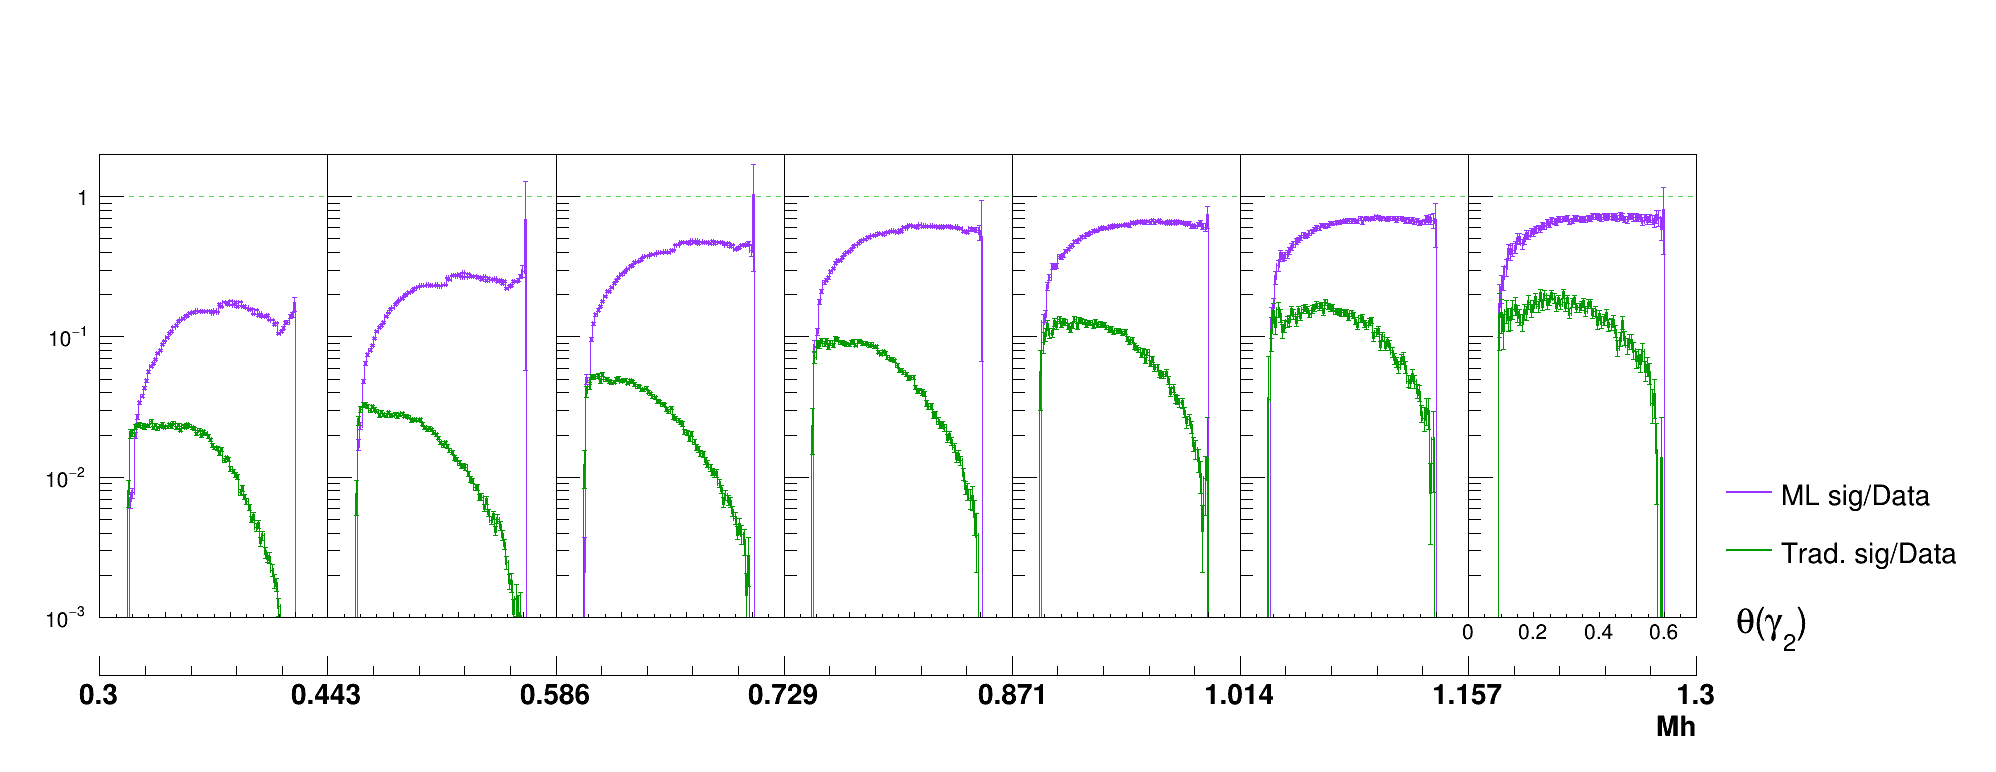 1
10⁻¹
10⁻²
10⁻³
ML sig/Data
Trad. sig/Data
θ(γ₂)
0 0.2 0.4 0.6
0.3 0.443 0.586 0.729 0.871 1.014 1.157 1.3
Mh